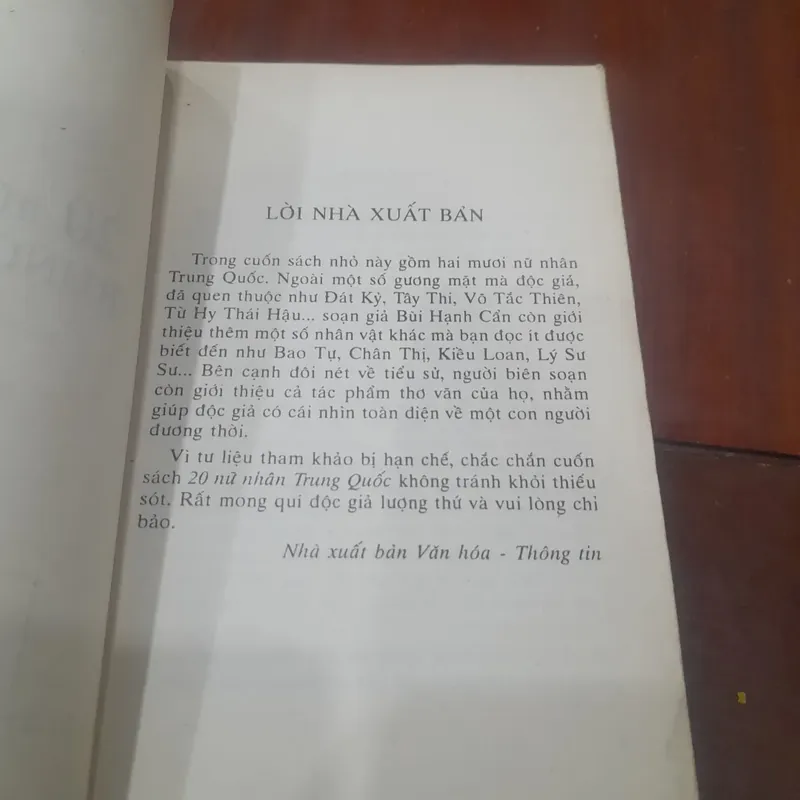 LỜI NHÀ XUẤT BẢN
Trong cuốn sách nhỏ này gồm hai mươi nữ nhân
Trung Quốc. Ngoài một số gương mặt mà độc giả,
đã quen thuộc như Đát Kỷ, Tây Thi, Võ Tắc Thiên,
Từ Hy Thái Hậu... soạn giả Bùi Hạnh Cẩn còn giới
thiệu thêm một số nhân vật khác mà bạn đọc ít được
biết đến như Bao Tự, Chân Thị, Kiều Loan, Lý Sư
Sư... Bên cạnh đôi nét về tiểu sử, người biên soạn
còn giới thiệu cả tác phẩm thơ văn của họ, nhằm
giúp độc giả có cái nhìn toàn diện về một con người
đương thời.
Vì tư liệu tham khảo bị hạn chế, chắc chắn cuốn
sách 20 nữ nhân Trung Quốc không tránh khỏi thiếu
sót. Rất mong quí độc giả lượng thứ và vui lòng chỉ
bảo.
Nhà xuất bản Văn hóa - Thông tin